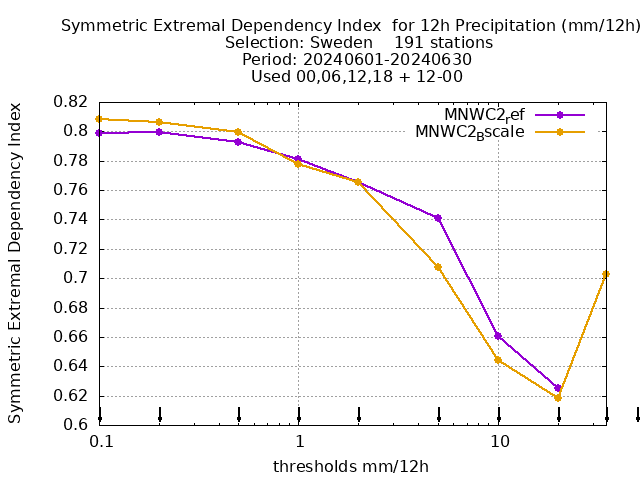 Symmetric Extremal Dependency Index  for 12h Precipitation (mm/12h)
Selection: Sweden    191 stations
Period: 20240601-20240630
Used 00,06,12,18 + 12-00
MNWC2ref
MNWC2Bscale
Symmetric Extremal Dependency Index
0.82
0.8
0.78
0.76
0.74
0.72
0.7
0.68
0.66
0.64
0.62
0.6
0.1 1 10
thresholds mm/12h